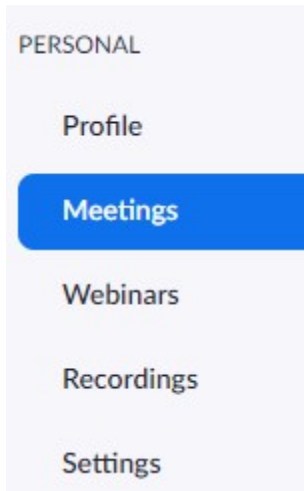 PERSONAL
Profile
Meetings
Webinars
Recordings
Settings